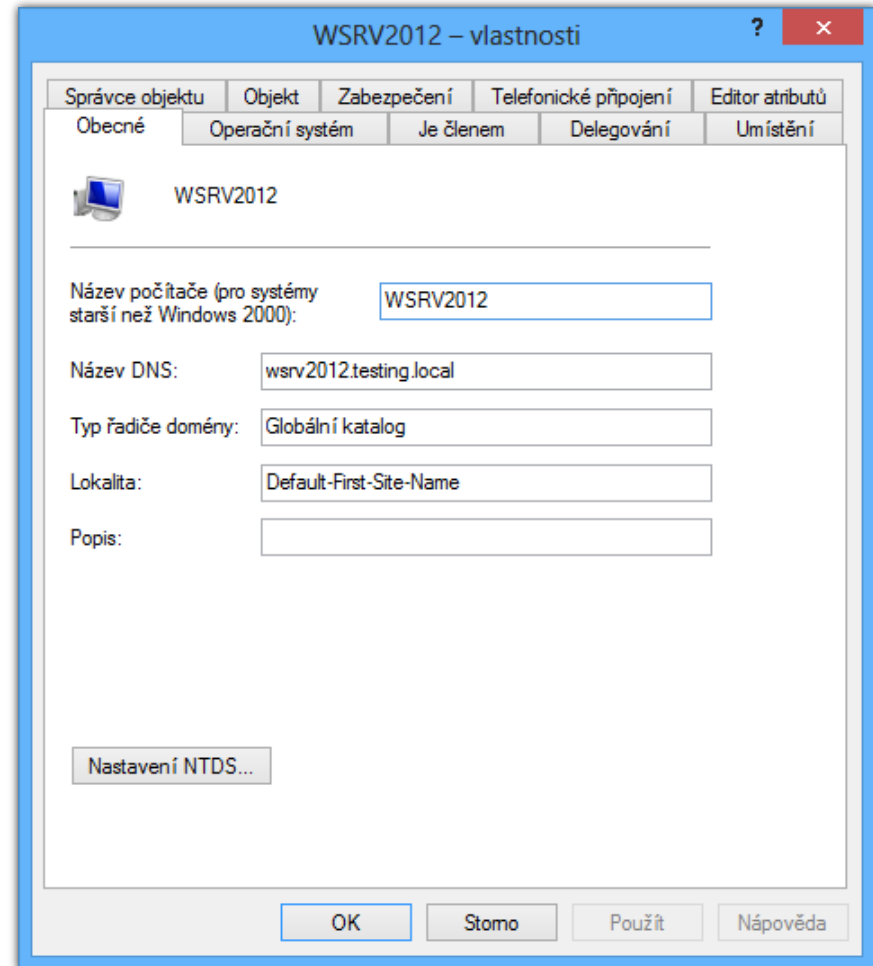 WSRV2012 – vlastnosti
?
Správce objektu Objekt Zabezpečení Telefonické připojení Editor atributů
Obecné Operační systém Je členem Delegování Umístění
WSRV2012
Název počítače (pro systémy
starší než Windows 2000):
WSRV2012
Název DNS: wsrv2012.testing.local
Typ řadiče domény: Globální katalog
Lokalita: Default-First-Site-Name
Popis:
Nastavení NTDS...
OK Storno Použít Nápověda